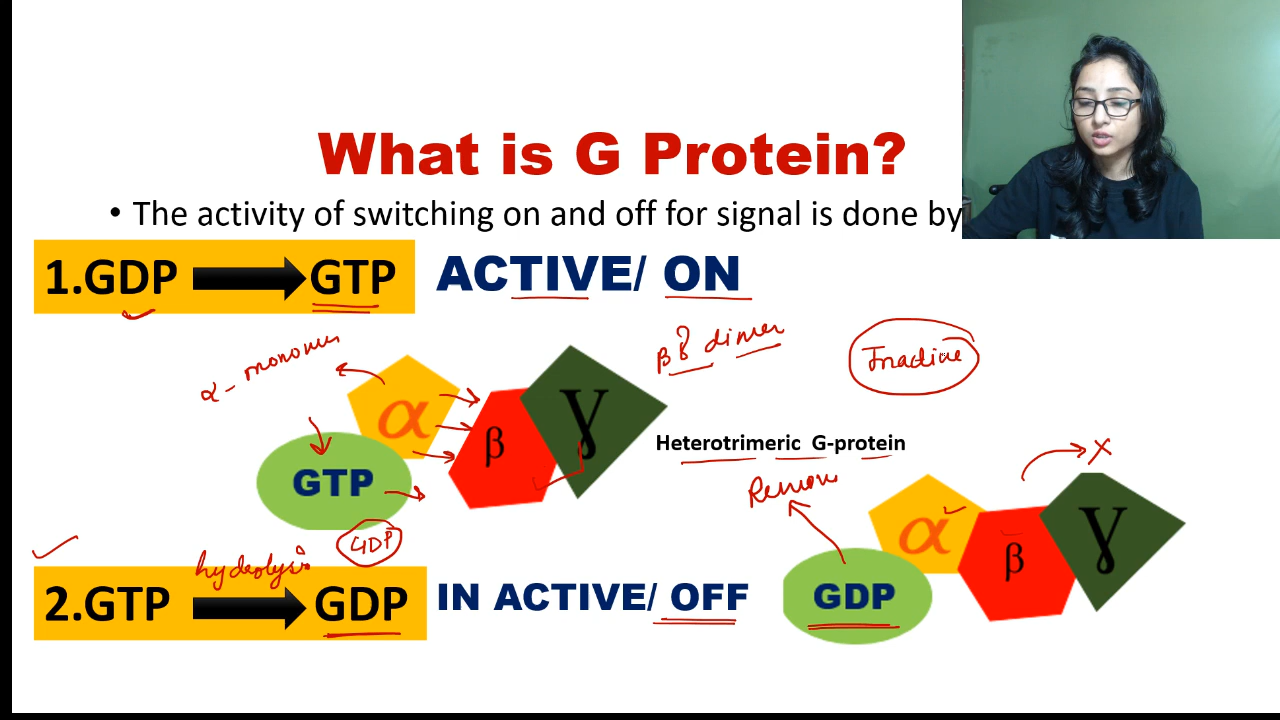 What is G Protein?
• The activity of switching on and off for signal is done by
1.GDP GTP ACTIVE/ ON
βγ dimer
Inactive
α- monomer
α β γ
GTP
Heterotrimeric G-protein
Remove
X
α β γ
GDP
GDP
hydrolysis
2.GTP GDP IN ACTIVE/ OFF